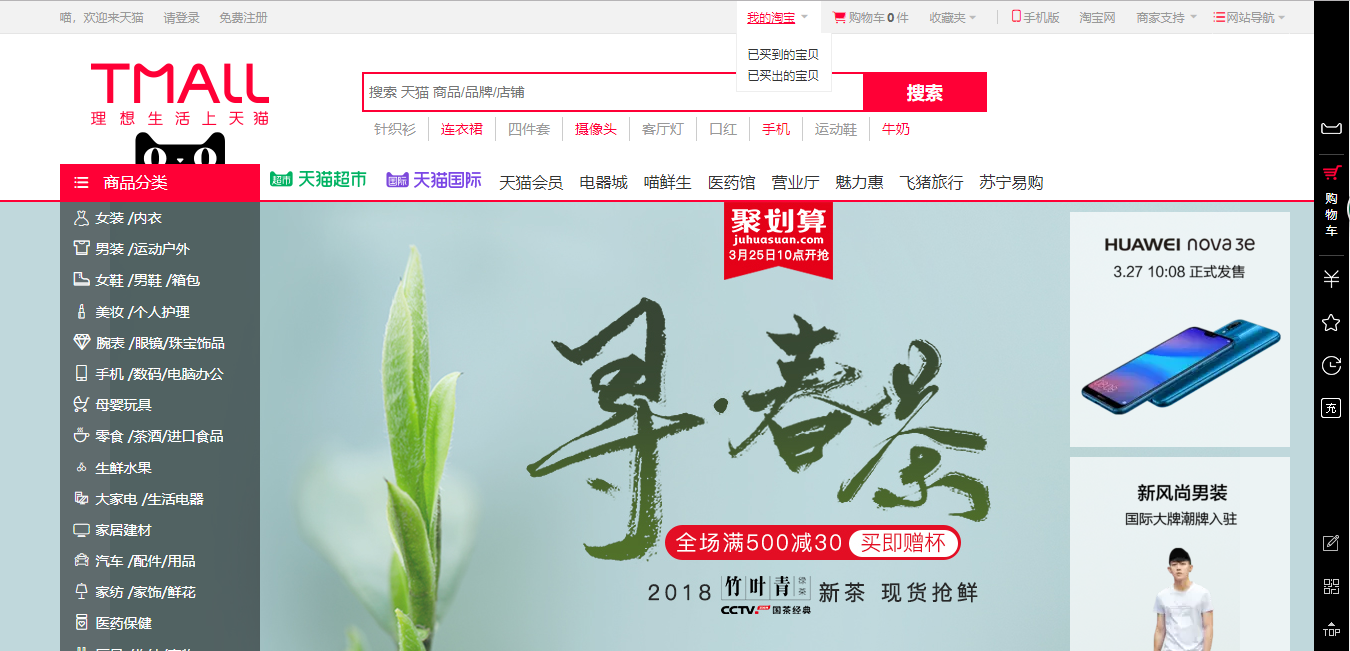 喵，欢迎来天猫 请登录 免费注册 我的淘宝 购物车0件 收藏夹 手机版 淘宝网 商家支持 网站导航
已买到的宝贝
已卖出的宝贝
TMALL
理想生活上天猫
搜索 天猫 商品/品牌/店铺 搜索
针织衫 连衣裙 四件套 摄像头 客厅灯 口红 手机 运动鞋 牛奶
商品分类 超市 天猫超市 国际 天猫国际 天猫会员 电器城 喵鲜生 医药馆 营业厅 魅力惠 飞猪旅行 苏宁易购
女装 /内衣
男装 /运动户外
女鞋 /男鞋 /箱包
美妆 /个人护理
腕表 /眼镜/珠宝饰品
手机 /数码/电脑办公
母婴玩具
零食 /茶酒/进口食品
生鲜水果
大家电 /生活电器
家居建材
汽车 /配件/用品
家纺 /家饰/鲜花
医药保健
聚划算
juhuasuan.com
3月25日10点开抢
寻·春茶
全场满500减30 买即赠杯
2018 竹叶青 绿茶 新茶 现货抢鲜
CCTV 国茶经典
HUAWEI nova 3e
3.27 10:08 正式发售
新风尚男装
国际大牌潮牌入驻
购物车
充
TOP